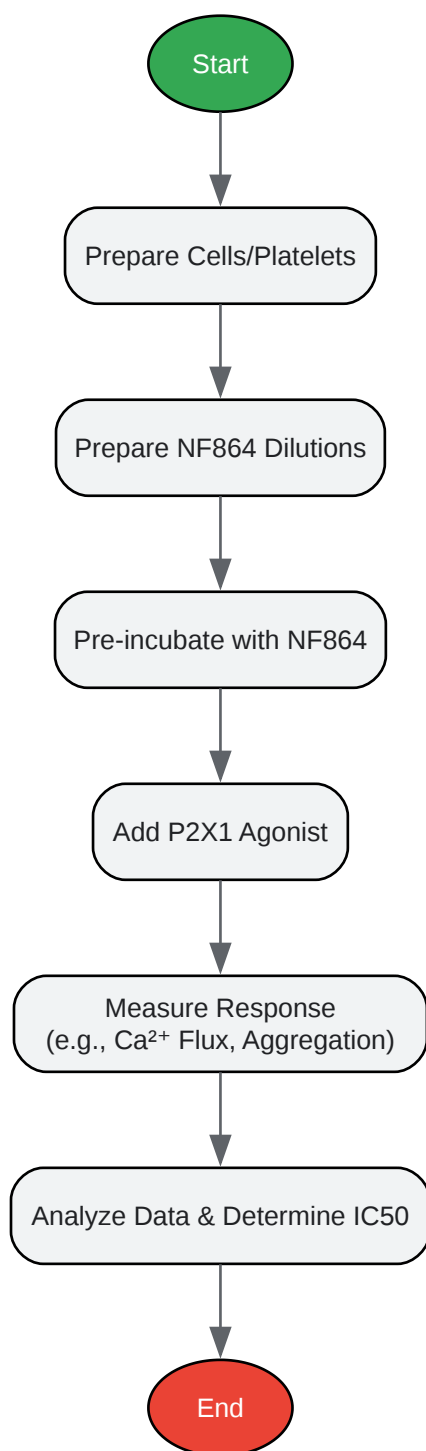 Start
Prepare Cells/Platelets
Prepare NF864 Dilutions
Pre-incubate with NF864
Add P2X1 Agonist
Measure Response
(e.g., Ca²⁺ Flux, Aggregation)
Analyze Data & Determine IC50
End